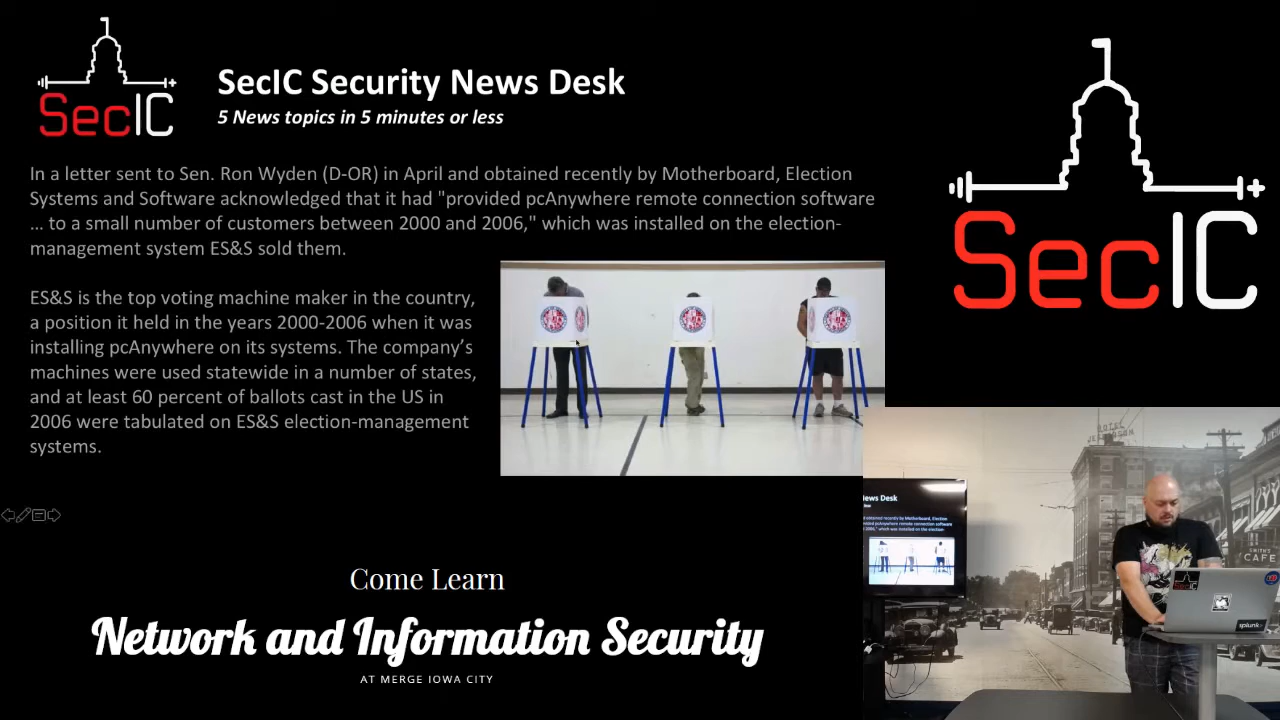 SecIC
SecIC Security News Desk
5 News topics in 5 minutes or less
In a letter sent to Sen. Ron Wyden (D-OR) in April and obtained recently by Motherboard, Election
Systems and Software acknowledged that it had "provided pcAnywhere remote connection software
... to a small number of customers between 2000 and 2006," which was installed on the election-
management system ES&S sold them.
ES&S is the top voting machine maker in the country,
a position it held in the years 2000-2006 when it was
installing pcAnywhere on its systems. The company's
machines were used statewide in a number of states,
and at least 60 percent of ballots cast in the US in
2006 were tabulated on ES&S election-management
systems.
Come Learn
Network and Information Security
AT MERGE IOWA CITY
SecIC
HOTEL
JEFFERSON
CAFE
News Desk
splunk>